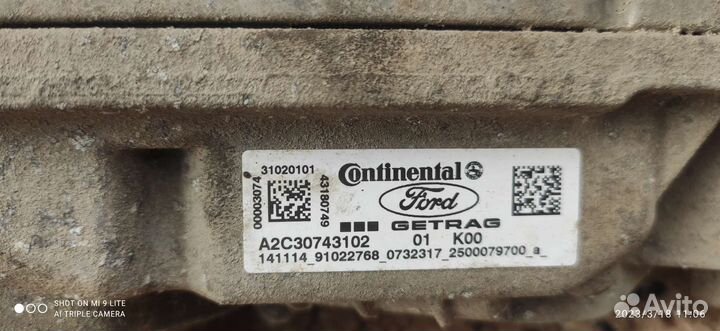 31020101
00003074
43180749
Continental
Ford
GETRAG
A2C30743102 01 K00
141114_91022768_0732317_2500079700_a_
SHOT ON MI 9 LITE
AI TRIPLE CAMERA
Avito
2023/3/18 11:06